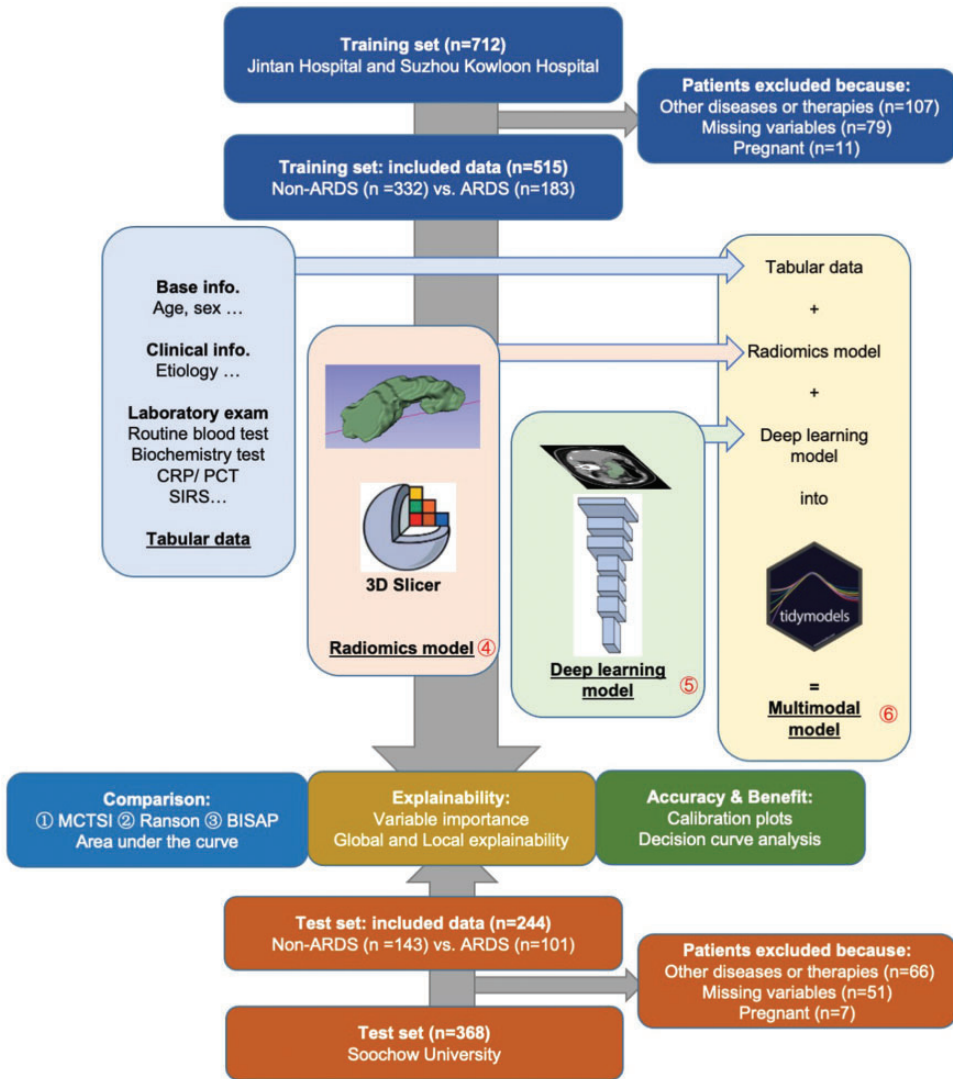 Training set (n=712)
Jintan Hospital and Suzhou Kowloon Hospital
Patients excluded because:
Other diseases or therapies (n=107)
Missing variables (n=79)
Pregnant (n=11)
Training set: included data (n=515)
Non-ARDS (n =332) vs. ARDS (n=183)
Base info.
Age, sex …
Clinical info.
Etiology …
Laboratory exam
Routine blood test
Biochemistry test
CRP/ PCT
SIRS…
Tabular data
3D Slicer
Radiomics model ④
Deep learning
model ⑤
Tabular data
+
Radiomics model
+
Deep learning
model
into
tidymodels
=
Multimodal
model ⑥
Comparison:
① MCTSI ② Ranson ③ BISAP
Area under the curve
Explainability:
Variable importance
Global and Local explainability
Accuracy & Benefit:
Calibration plots
Decision curve analysis
Test set: included data (n=244)
Non-ARDS (n =143) vs. ARDS (n=101)
Patients excluded because:
Other diseases or therapies (n=66)
Missing variables (n=51)
Pregnant (n=7)
Test set (n=368)
Soochow University